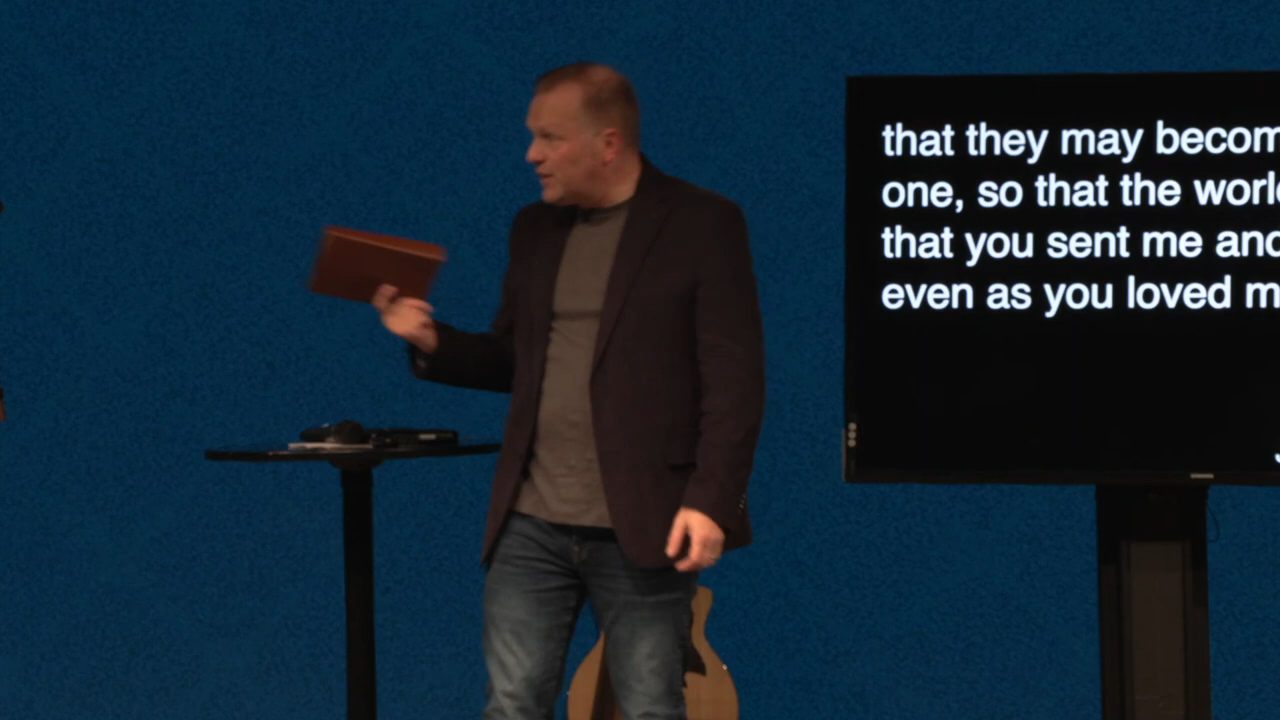 that they may becom
one, so that the worl
that you sent me and
even as you loved m